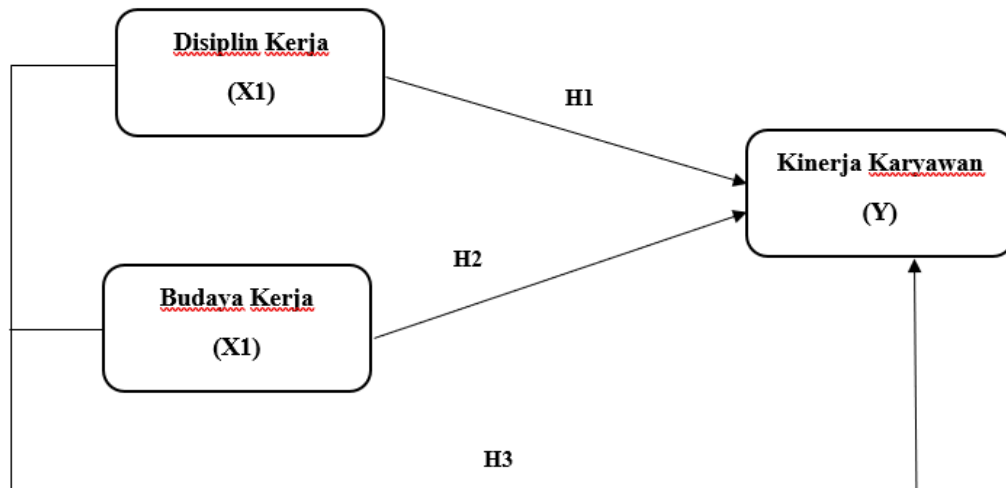 Disiplin Kerja
(X1)
H1
Kinerja Karyawan
(Y)
H2
Budaya Kerja
(X1)
H3